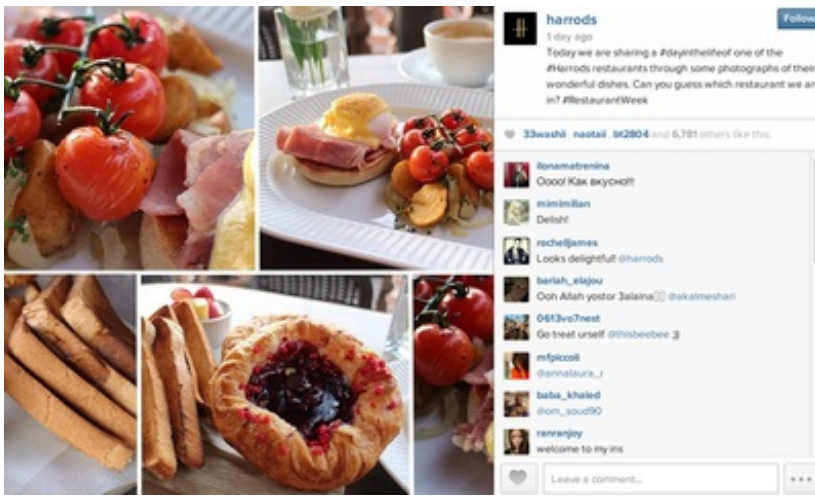 harrods
Follow
1 day ago
Today we are sharing a #dayinthelifeof one of the
#Harrods restaurants through some photographs of their
wonderful dishes. Can you guess which restaurant we are
in? #RestaurantWeek
33washii, naotaii, bt2804 and 6,781 others like this.
ilonamatrenina
Oooo! Как вкусно!!!
mimimilian
Delish!
rochelljames
Looks delightful! @harrods
bariah_elajou
Ooh Allah yostor 3alaina @akalmeshari
0613vo7nest
Go treat urself @thisbeebee ;)
mfpiccoli
@annalaura_r
baba_khaled
@om_soud90
ranranjoy
welcome to my ins
Leave a comment...